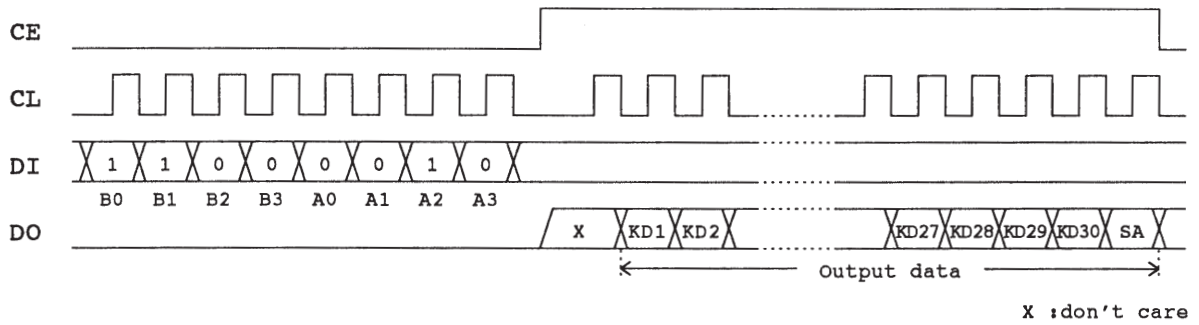 CE
CL
DI 1 1 0 0 0 0 1 0
B0 B1 B2 B3 A0 A1 A2 A3
DO X KD1 KD2 KD27 KD28 KD29 KD30 SA
Output data
X :don't care